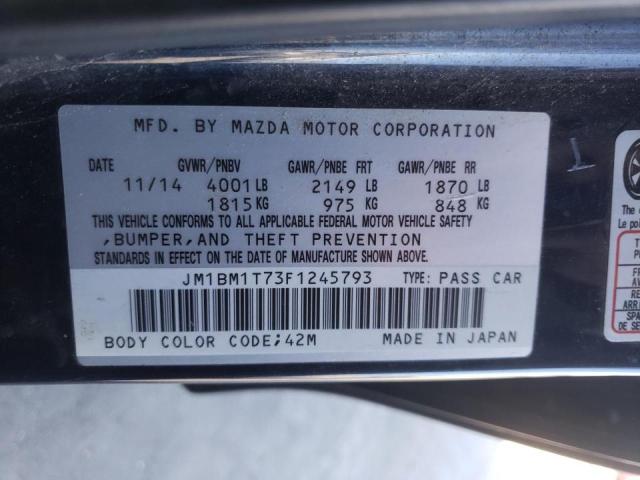 MFD. BY MAZDA MOTOR CORPORATION
DATE GVWR/PNBV GAWR/PNBE FRT GAWR/PNBE RR
11/14 4001 LB 2149 LB 1870 LB
1815 KG 975 KG 848 KG
THIS VEHICLE CONFORMS TO ALL APPLICABLE FEDERAL MOTOR VEHICLE SAFETY
,BUMPER,AND THEFT PREVENTION
STANDARDS IN EFFECT ON THE DATE OF MANUFACTURE SHOWN ABOVE.
JM1BM1T73F1245793 TYPE: PASS CAR
BODY COLOR CODE;42M MADE IN JAPAN
The
Le